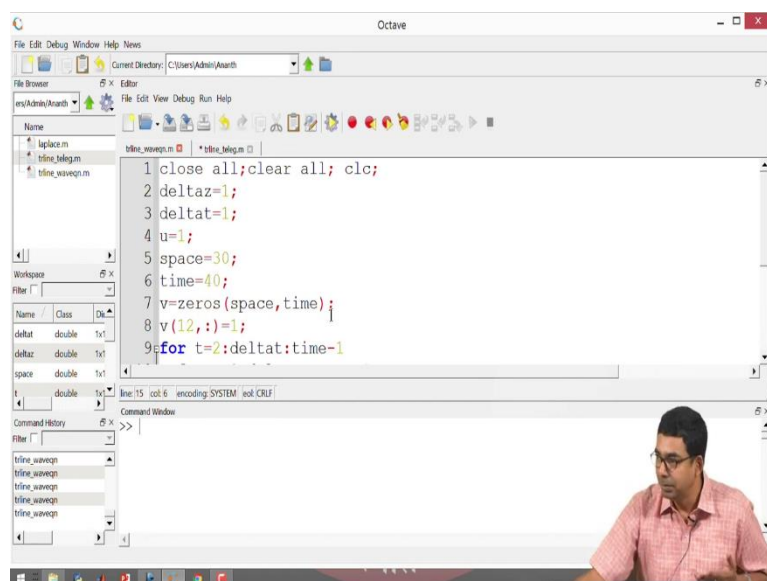 Octave
File Edit Debug Window Help News
Current Directory: C:\Users\Admin\Ananth
File Browser
Editor
ers/Admin/Ananth
File Edit View Debug Run Help
Name
laplace.m
trline_teleg.m
trline_waveqn.m
trline_waveqn.m
* trline_teleg.m
1 close all;clear all; clc;
2 deltaz=1;
3 deltat=1;
4 u=1;
5 space=30;
6 time=40;
7 v=zeros(space,time);
8 v(12,:)=1;
9 for t=2:deltat:time-1
Workspace
Filter
Name Class
deltat double 1x1
deltaz double 1x1
space double 1x1
t double 1x1
line: 15 col: 6 encoding: SYSTEM eol: CRLF
Command History
Filter
trline_waveqn
trline_waveqn
trline_waveqn
trline_waveqn
trline_waveqn
Command Window
>>